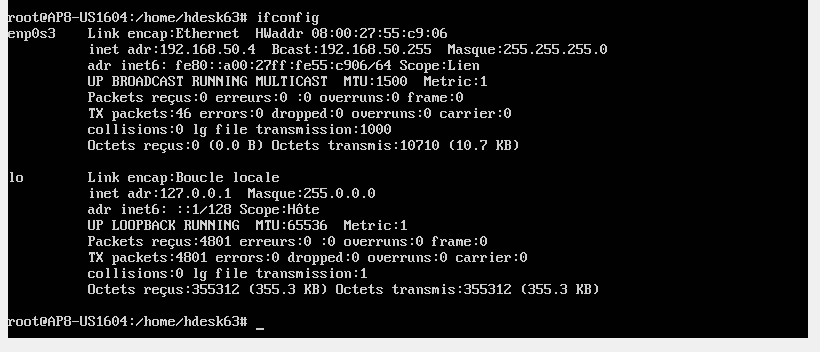 root@AP8-US1604:/home/hdesk63# ifconfig
enp0s3    Link encap:Ethernet  HWaddr 08:00:27:55:c9:06
          inet adr:192.168.50.4  Bcast:192.168.50.255  Masque:255.255.255.0
          adr inet6: fe80::a00:27ff:fe55:c906/64 Scope:Lien
          UP BROADCAST RUNNING MULTICAST  MTU:1500  Metric:1
          Packets reçus:0 erreurs:0 :0 overruns:0 frame:0
          TX packets:46 errors:0 dropped:0 overruns:0 carrier:0
          collisions:0 lg file transmission:1000
          Octets reçus:0 (0.0 B) Octets transmis:10710 (10.7 KB)
lo        Link encap:Boucle locale
          inet adr:127.0.0.1  Masque:255.0.0.0
          adr inet6: ::1/128 Scope:Hôte
          UP LOOPBACK RUNNING  MTU:65536  Metric:1
          Packets reçus:4801 erreurs:0 :0 overruns:0 frame:0
          TX packets:4801 errors:0 dropped:0 overruns:0 carrier:0
          collisions:0 lg file transmission:1
          Octets reçus:355312 (355.3 KB) Octets transmis:355312 (355.3 KB)
root@AP8-US1604:/home/hdesk63# _